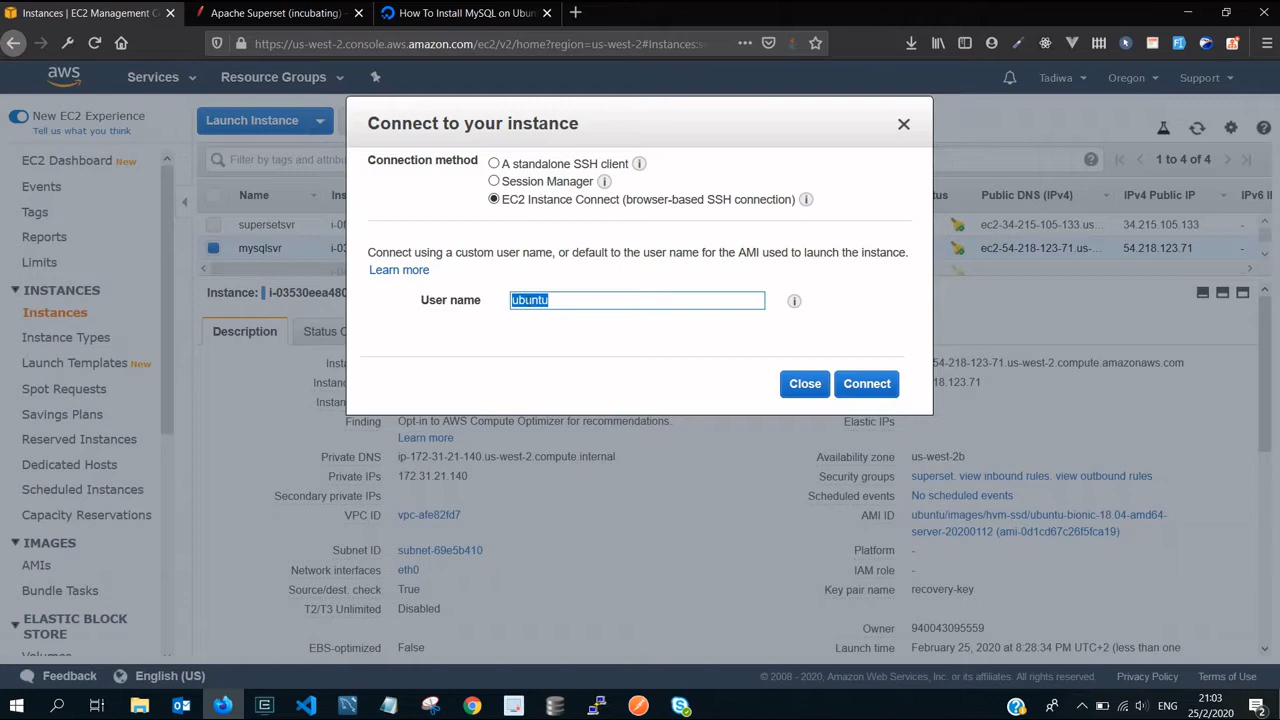 Instances | EC2 Management C
Apache Superset (incubating)
How To Install MySQL on Ubun
https://us-west-2.console.aws.amazon.com/ec2/v2/home?region=us-west-2#Instances:s
aws
Services
Resource Groups
Tadiwa
Oregon
Support
New EC2 Experience
Tell us what you think
EC2 Dashboard New
Events
Tags
Reports
Limits
INSTANCES
Instances
Instance Types
Launch Templates New
Spot Requests
Savings Plans
Reserved Instances
Dedicated Hosts
Scheduled Instances
Capacity Reservations
IMAGES
AMIs
Bundle Tasks
ELASTIC BLOCK
STORE
Volumes
Launch Instance
Filter by tags and attribu
1 to 4 of 4
Name
Ins
tus
Public DNS (IPv4)
IPv4 Public IP
IPv6 I
supersetsvr
i-0f
ec2-34-215-105-133.us...
34.215.105.133
-
mysqlsvr
i-03
ec2-54-218-123-71.us-...
54.218.123.71
-
Connect to your instance
Connection method
A standalone SSH client
Session Manager
EC2 Instance Connect (browser-based SSH connection)
Connect using a custom user name, or default to the user name for the AMI used to launch the instance.
Learn more
User name
ubuntu
Close
Connect
Instance: i-03530eea480
Description
Status C
Insta
-54-218-123-71.us-west-2.compute.amazonaws.com
Instanc
18.123.71
Instan
Finding
Opt-in to AWS Compute Optimizer for recommendations.
Learn more
Elastic IPs
Private DNS
ip-172-31-21-140.us-west-2.compute.internal
Availability zone
us-west-2b
Private IPs
172.31.21.140
Security groups
superset. view inbound rules. view outbound rules
Secondary private IPs
Scheduled events
No scheduled events
VPC ID
vpc-afe82fd7
AMI ID
ubuntu/images/hvm-ssd/ubuntu-bionic-18.04-amd64-
server-20200112 (ami-0d1cd67c26f5fca19)
Subnet ID
subnet-69e5b410
Platform
-
Network interfaces
eth0
IAM role
-
Source/dest. check
True
Key pair name
recovery-key
T2/T3 Unlimited
Disabled
Owner
940043095559
EBS-optimized
False
Launch time
February 25, 2020 at 8:28:34 PM UTC+2 (less than one
Feedback
English (US)
© 2008 - 2020, Amazon Web Services, Inc. or its affiliates. All rights reserved.
Privacy Policy
Terms of Use
ENG
21:03
25/2/2020
2